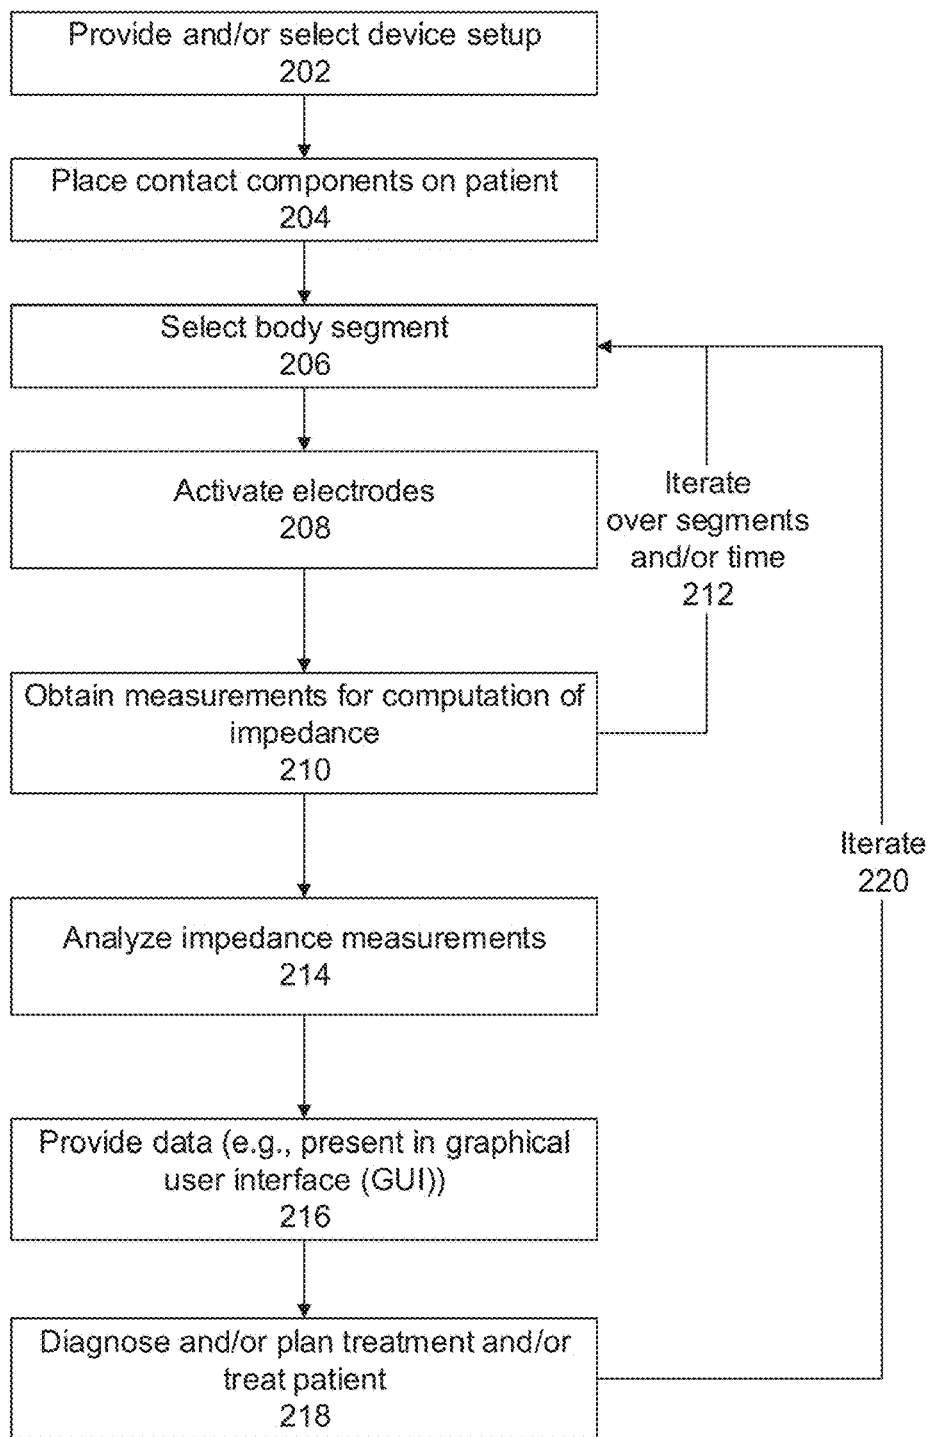 Provide and/or select device setup
202
Place contact components on patient
204
Select body segment
206
Activate electrodes
208
Iterate
over segments
and/or time
212
Obtain measurements for computation of
impedance
210
Iterate
220
Analyze impedance measurements
214
Provide data (e.g., present in graphical
user interface (GUI))
216
Diagnose and/or plan treatment and/or
treat patient
218